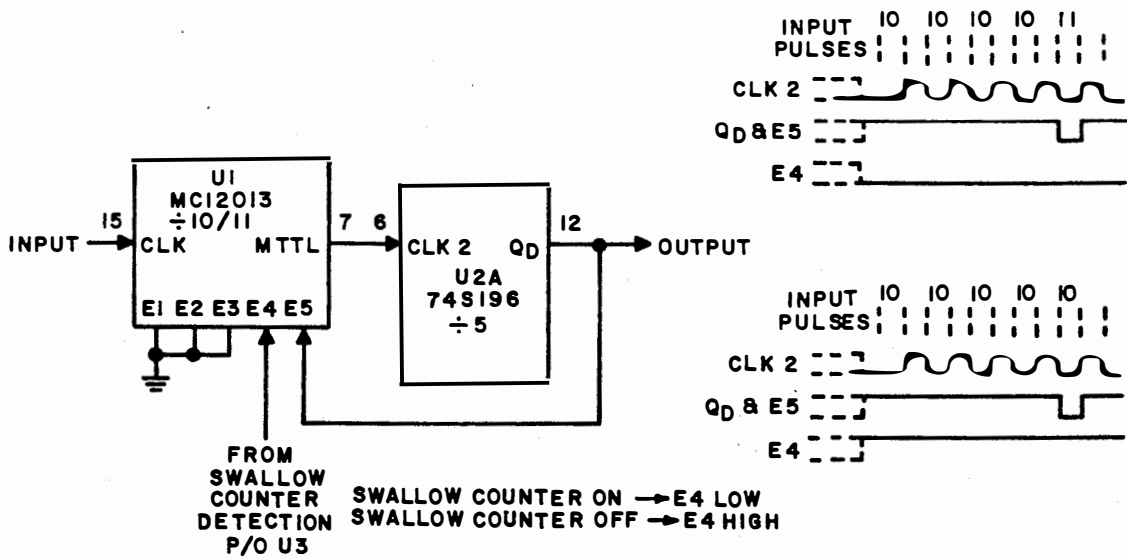 INPUT PULSES 10 10 10 10 11
CLK 2
QD & E5
E4
U1
MC12013
÷10/11
15
INPUT
CLK
MTTL
7
6
E1 E2 E3 E4 E5
CLK 2
QD
U2A
74S196
÷5
12
OUTPUT
INPUT PULSES 10 10 10 10 10
CLK 2
QD & E5
E4
FROM
SWALLOW
COUNTER
DETECTION
P/O U3
SWALLOW COUNTER ON → E4 LOW
SWALLOW COUNTER OFF → E4 HIGH